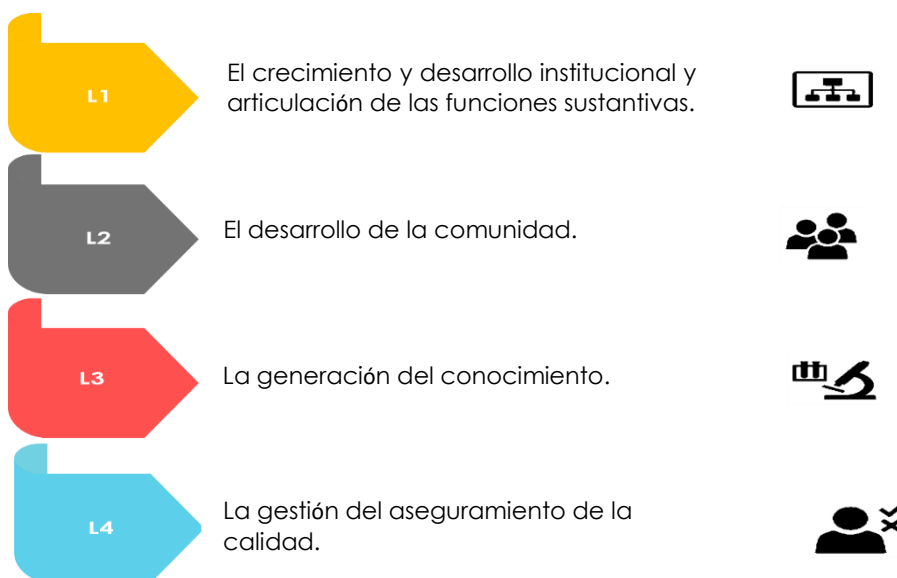 L1
El crecimiento y desarrollo institucional y
articulación de las funciones sustantivas.
L2
El desarrollo de la comunidad.
L3
La generación del conocimiento.
L4
La gestión del aseguramiento de la
calidad.